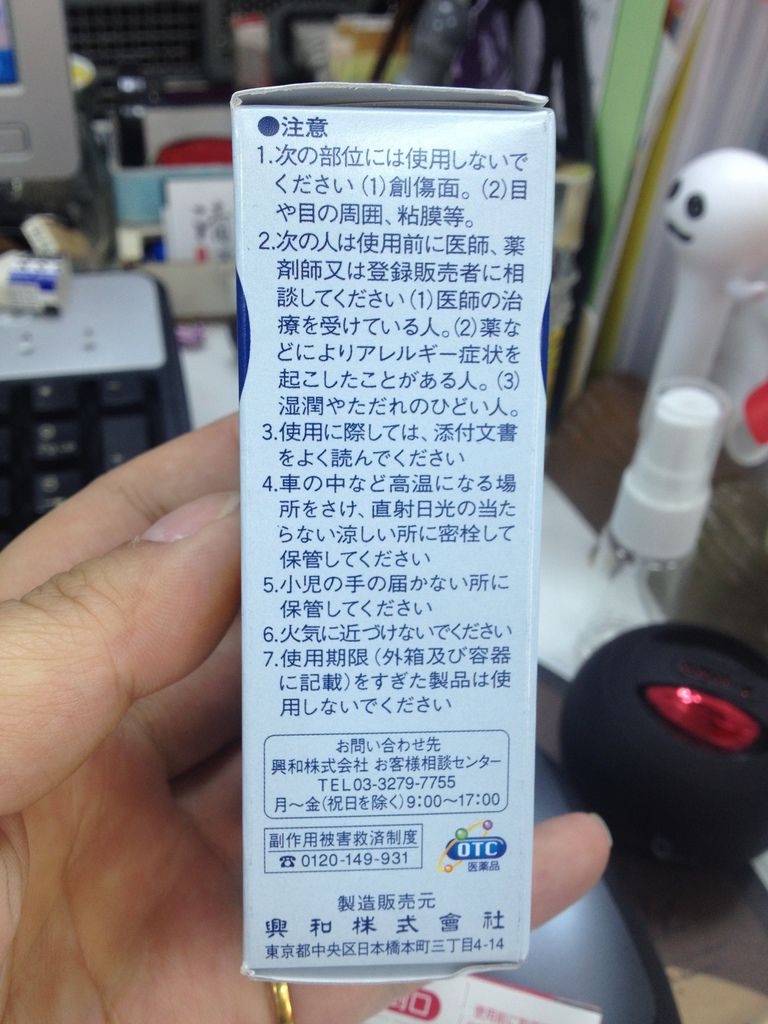 ●注意
1.次の部位には使用しないで
ください(1)創傷面。(2)目
や目の周囲、粘膜等。
2.次の人は使用前に医師、薬
剤師又は登録販売者に相
談してください(1)医師の治
療を受けている人。(2)薬な
どによりアレルギー症状を
起こしたことがある人。(3)
湿潤やただれのひどい人。
3.使用に際しては、添付文書
をよく読んでください
4.車の中など高温になる場
所をさけ、直射日光の当た
らない涼しい所に密栓して
保管してください
5.小児の手の届かない所に
保管してください
6.火気に近づけないでください
7.使用期限(外箱及び容器
に記載)をすぎた製品は使
用しないでください
お問い合わせ先
興和株式会社 お客様相談センター
TEL03-3279-7755
月～金(祝日を除く)9:00～17:00
副作用被害救済制度
☎0120-149-931
OTC
医薬品
製造販売元
興和株式會社
東京都中央区日本橋本町三丁目4-14